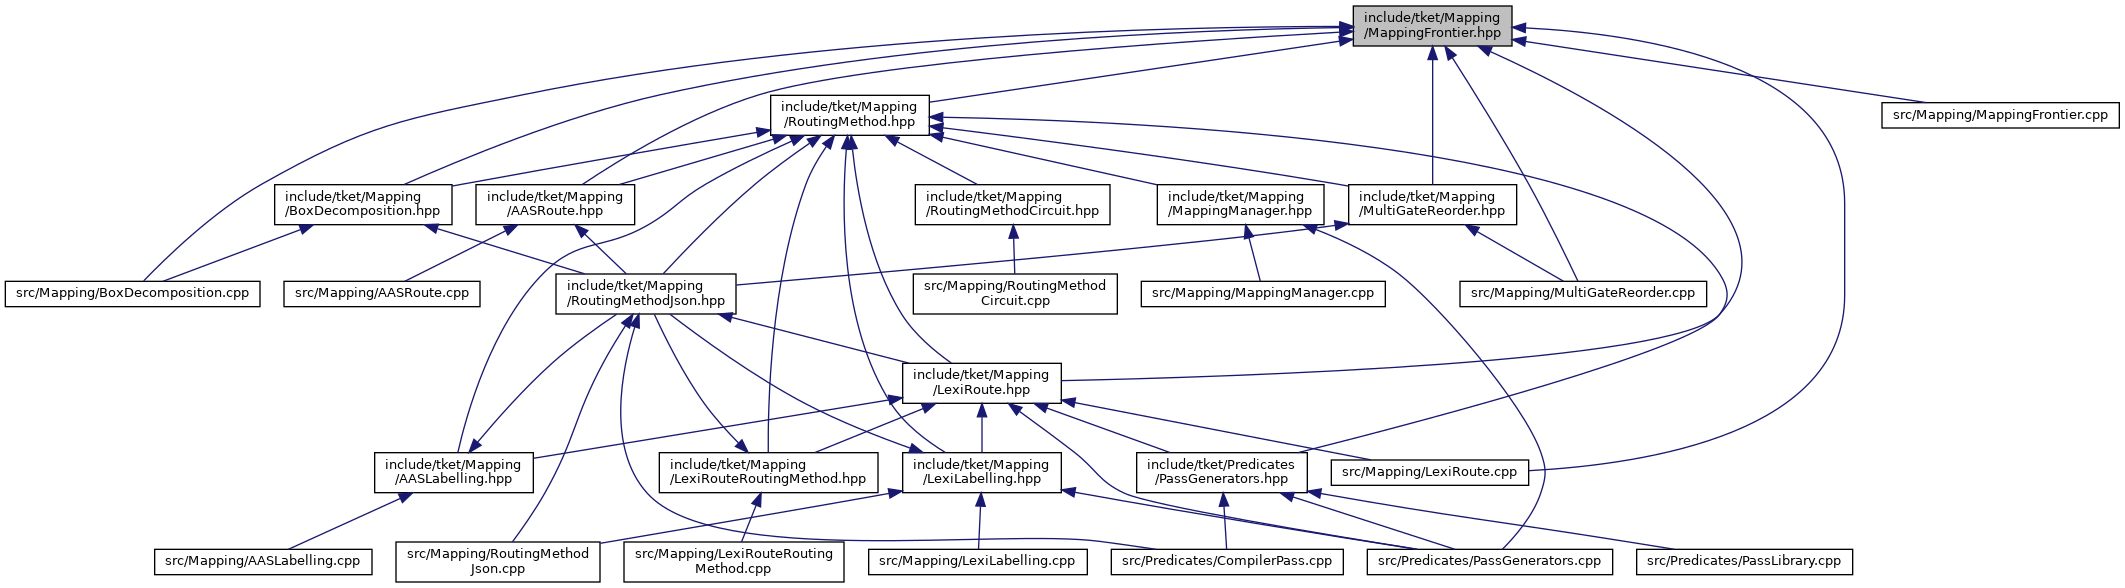 include/tket/Mapping
/MappingFrontier.hpp
include/tket/Mapping
/RoutingMethod.hpp
src/Mapping/MappingFrontier.cpp
include/tket/Mapping
/BoxDecomposition.hpp
include/tket/Mapping
/AASRoute.hpp
include/tket/Mapping
/RoutingMethodCircuit.hpp
include/tket/Mapping
/MappingManager.hpp
include/tket/Mapping
/MultiGateReorder.hpp
src/Mapping/BoxDecomposition.cpp
src/Mapping/AASRoute.cpp
include/tket/Mapping
/RoutingMethodJson.hpp
src/Mapping/RoutingMethod
Circuit.cpp
src/Mapping/MappingManager.cpp
src/Mapping/MultiGateReorder.cpp
include/tket/Mapping
/LexiRoute.hpp
include/tket/Mapping
/AASLabelling.hpp
include/tket/Mapping
/LexiRouteRoutingMethod.hpp
include/tket/Mapping
/LexiLabelling.hpp
include/tket/Predicates
/PassGenerators.hpp
src/Mapping/LexiRoute.cpp
src/Mapping/AASLabelling.cpp
src/Mapping/RoutingMethod
Json.cpp
src/Mapping/LexiRouteRouting
Method.cpp
src/Mapping/LexiLabelling.cpp
src/Predicates/CompilerPass.cpp
src/Predicates/PassGenerators.cpp
src/Predicates/PassLibrary.cpp